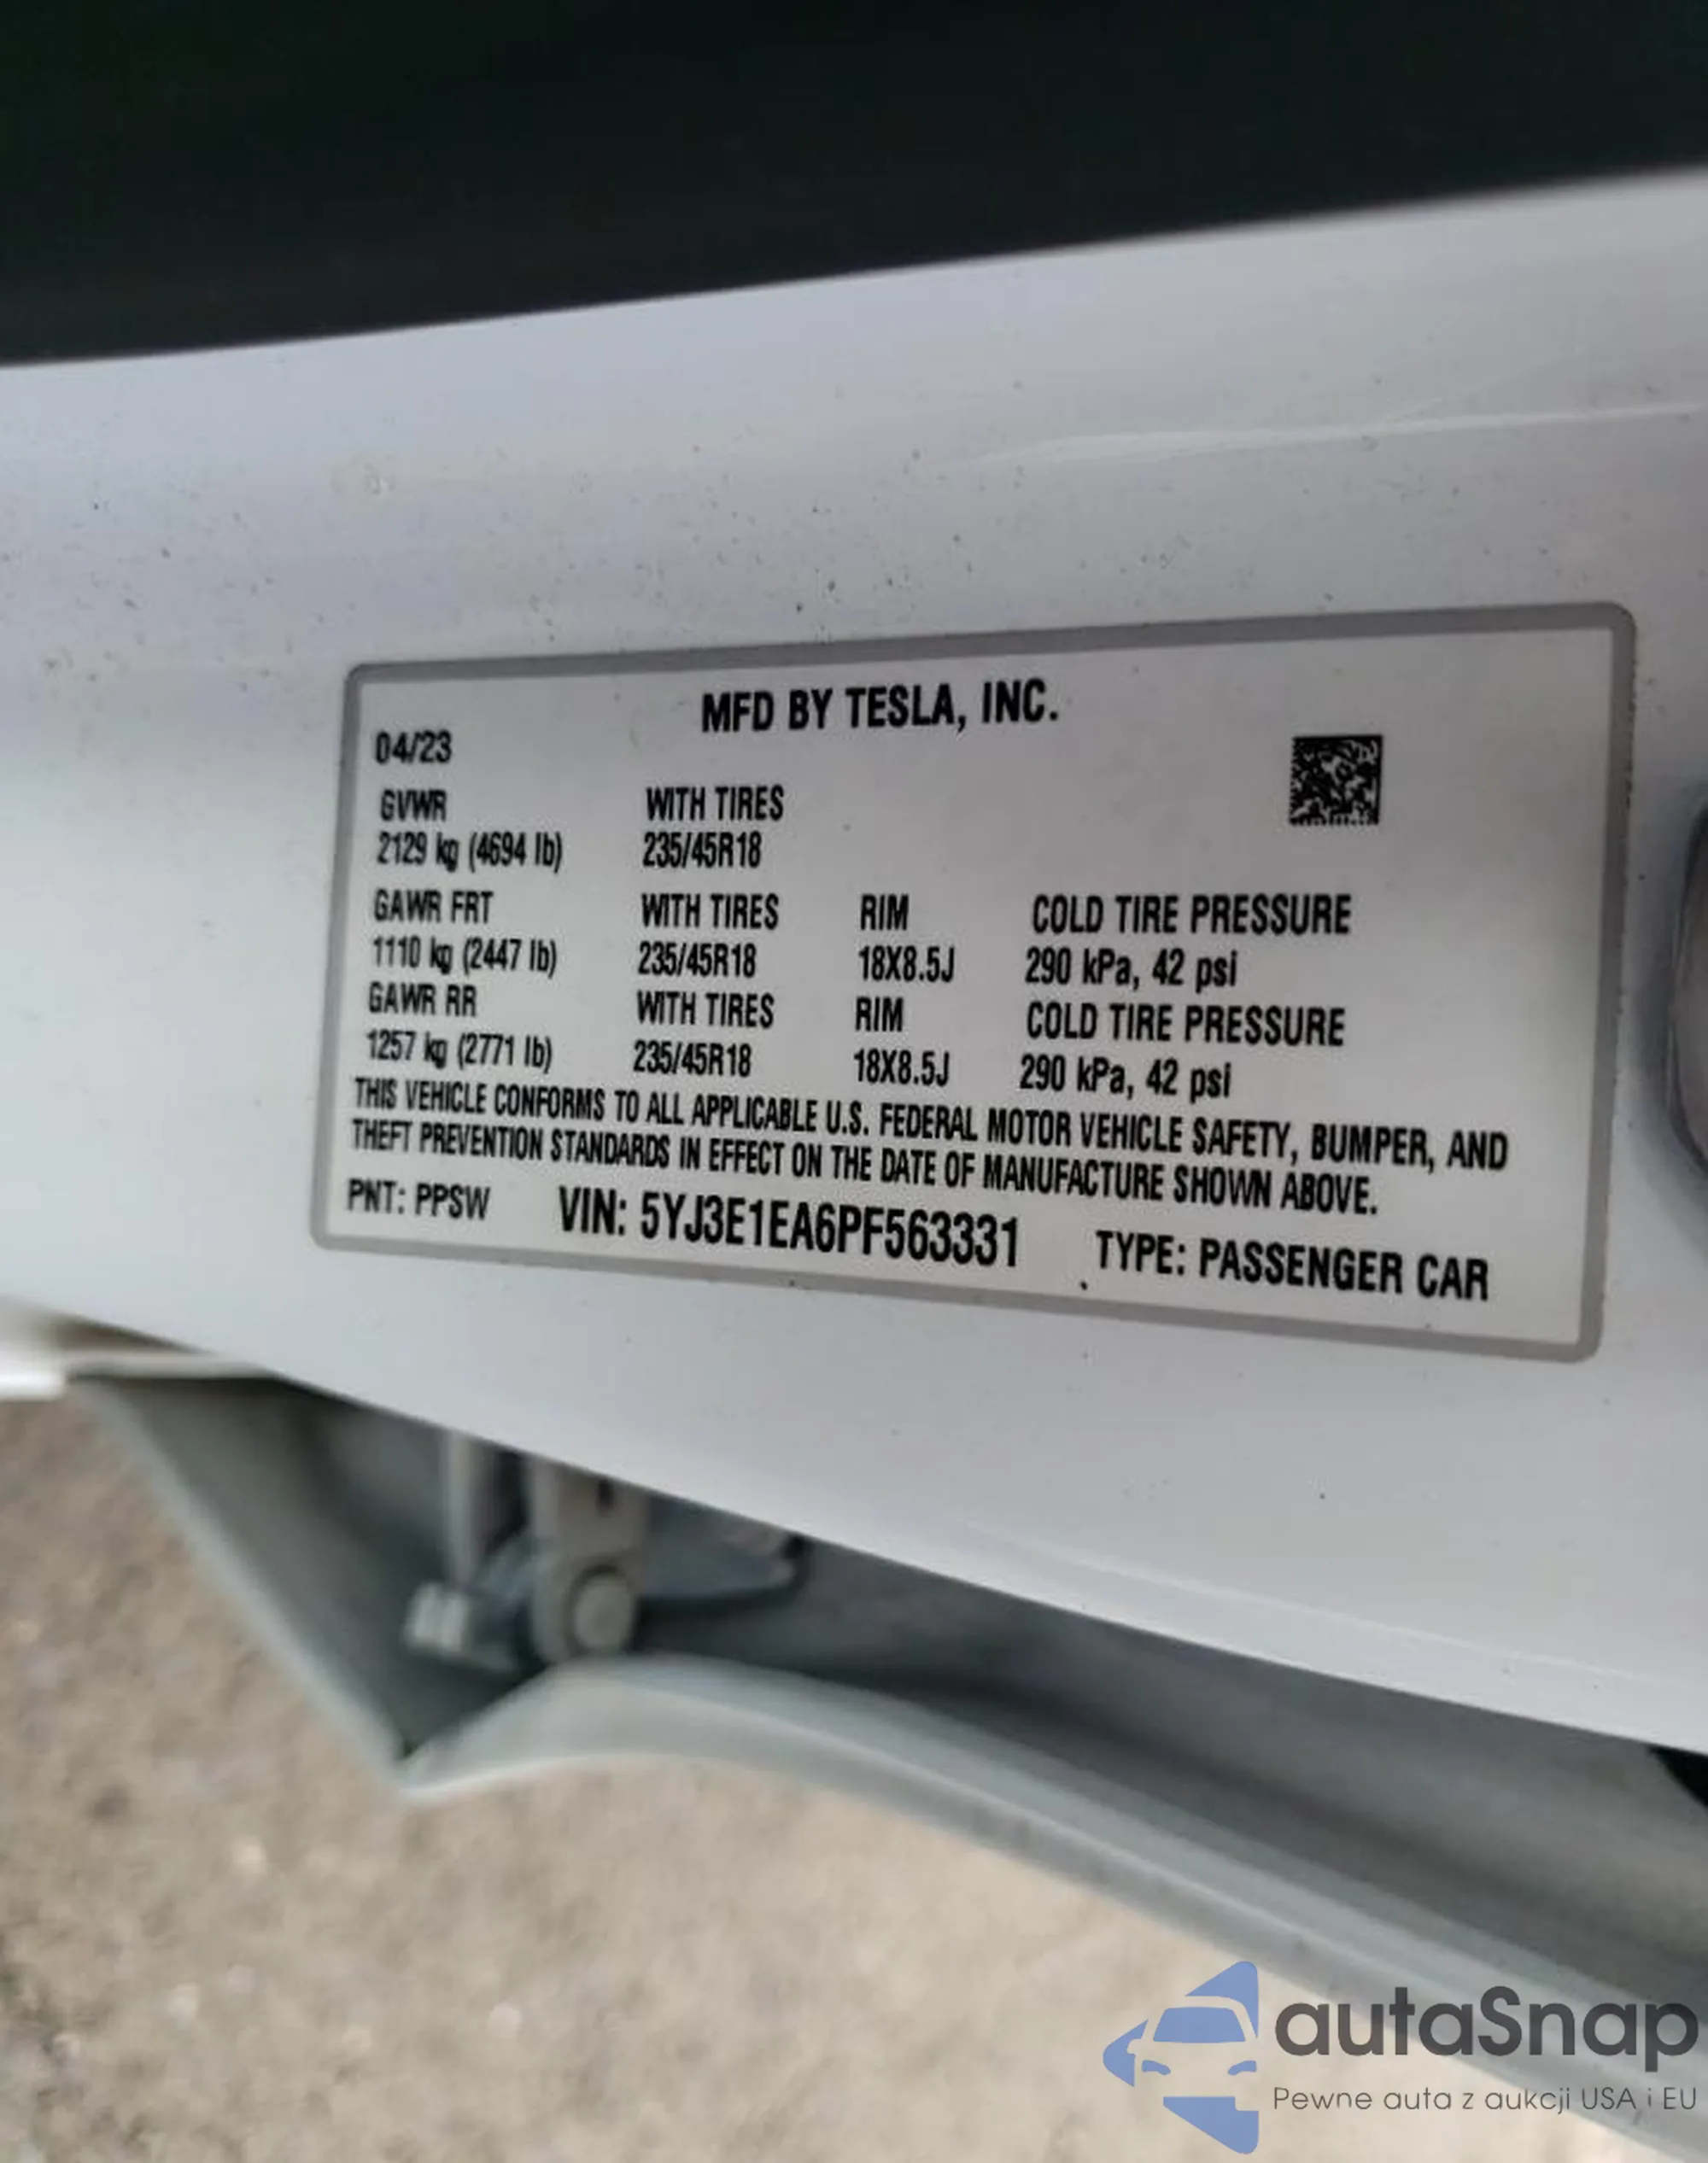 MFD BY TESLA, INC.
04/23
GVWR WITH TIRES
2129 kg (4694 lb) 235/45R18
GAWR FRT WITH TIRES RIM COLD TIRE PRESSURE
1110 kg (2447 lb) 235/45R18 18X8.5J 290 kPa, 42 psi
GAWR RR WITH TIRES RIM COLD TIRE PRESSURE
1257 kg (2771 lb) 235/45R18 18X8.5J 290 kPa, 42 psi
THIS VEHICLE CONFORMS TO ALL APPLICABLE U.S. FEDERAL MOTOR VEHICLE SAFETY, BUMPER, AND
THEFT PREVENTION STANDARDS IN EFFECT ON THE DATE OF MANUFACTURE SHOWN ABOVE.
PNT: PPSW VIN: 5YJ3E1EA6PF563331 TYPE: PASSENGER CAR
autaSnap
Pewne auta z aukcji USA i EU